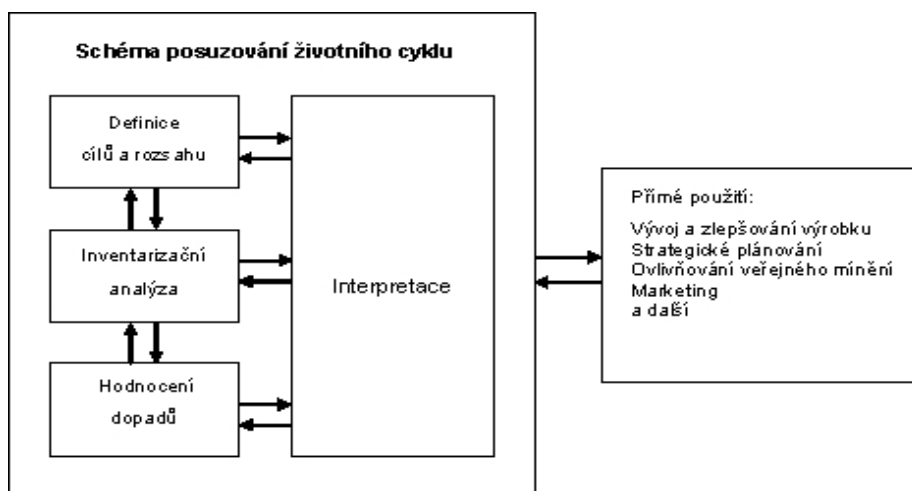 Schéma posuzování životního cyklu
Definice
cílů a rozsahu
Inventarizační
analýza
Hodnocení
dopadů
Interpretace
Přímé použití:
Vývoj a zlepšování výrobku
Strategické plánování
Ovlivňování veřejného mínění
Marketing
a další